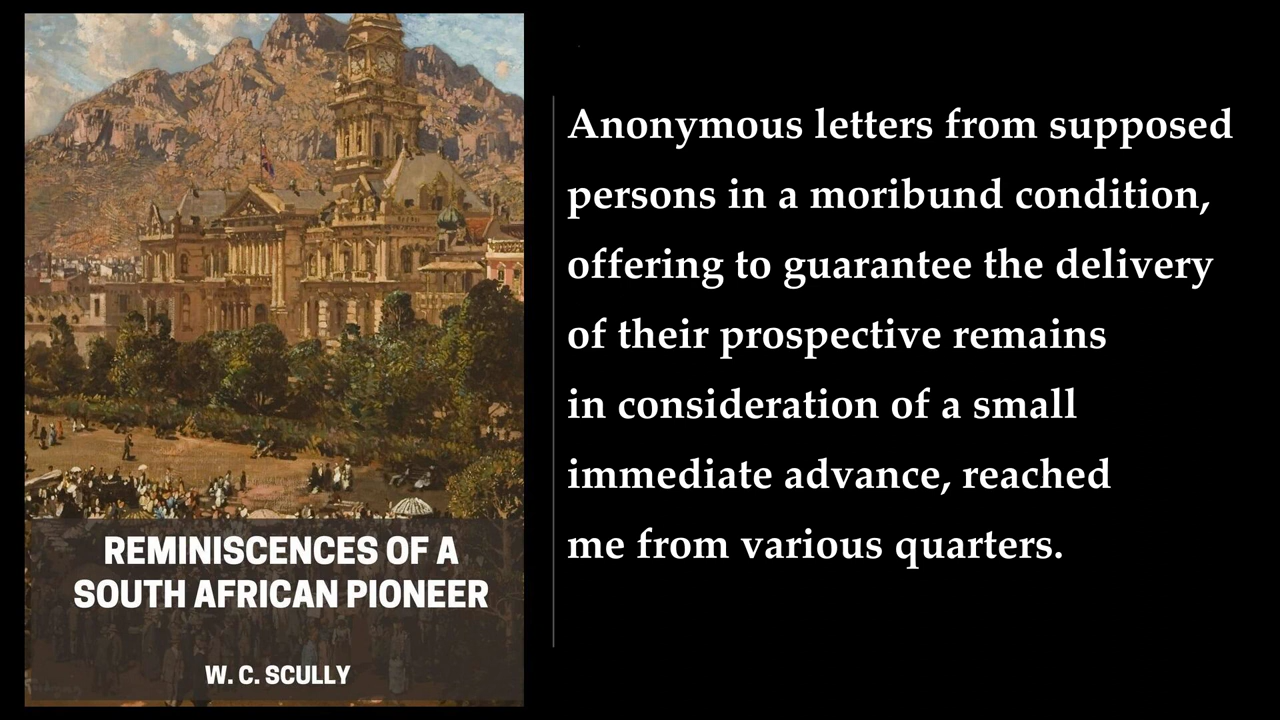 REMINISCENCES OF A
SOUTH AFRICAN PIONEER
W. C. SCULLY
Anonymous letters from supposed
persons in a moribund condition,
offering to guarantee the delivery
of their prospective remains
in consideration of a small
immediate advance, reached
me from various quarters.